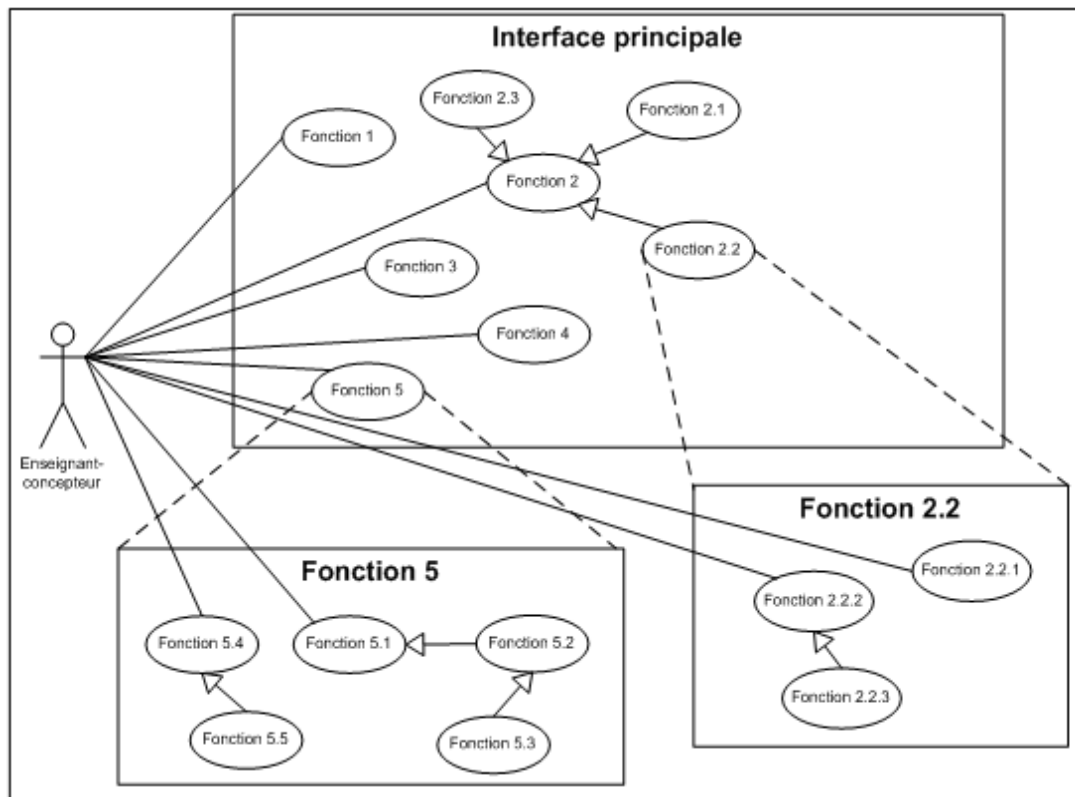 Interface principale
Fonction 2.3
Fonction 2.1
Fonction 1
Fonction 2
Fonction 2.2
Fonction 3
Fonction 4
Fonction 5
Enseignant-
concepteur
Fonction 2.2
Fonction 2.2.1
Fonction 2.2.2
Fonction 2.2.3
Fonction 5
Fonction 5.4
Fonction 5.1
Fonction 5.2
Fonction 5.5
Fonction 5.3